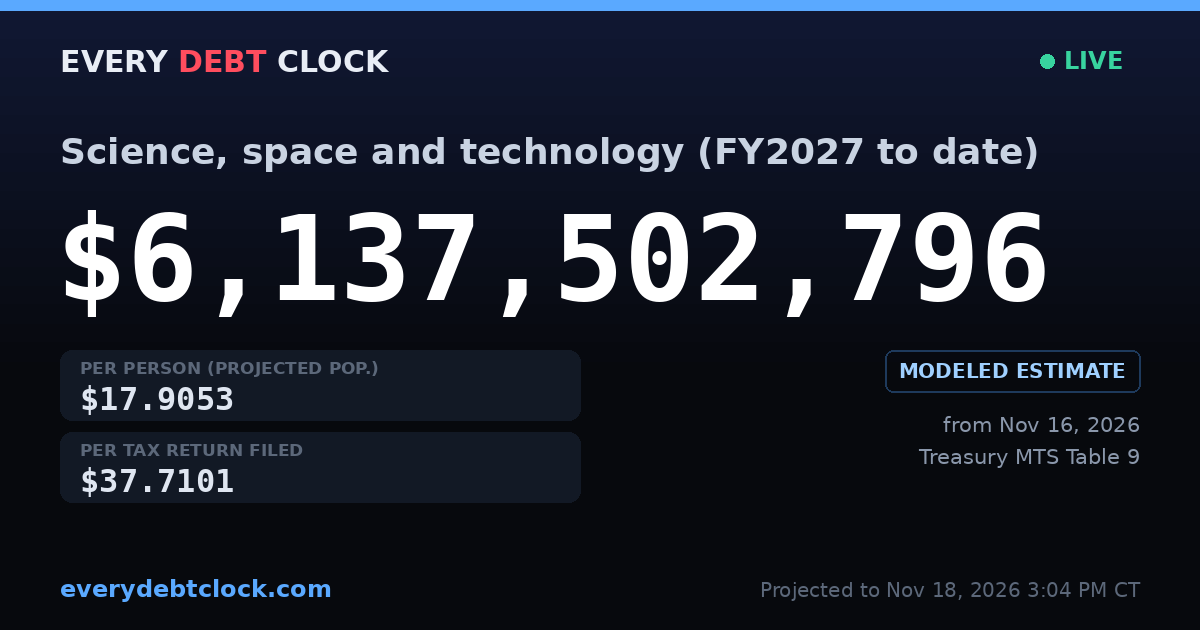 EVERY DEBT CLOCK
LIVE
Science, space and technology (FY2027 to date)
$6,137,502,796
PER PERSON (PROJECTED POP.)
$17.9053
PER TAX RETURN FILED
$37.7101
MODELED ESTIMATE
from Nov 16, 2026
Treasury MTS Table 9
everydebtclock.com
Projected to Nov 18, 2026 3:04 PM CT